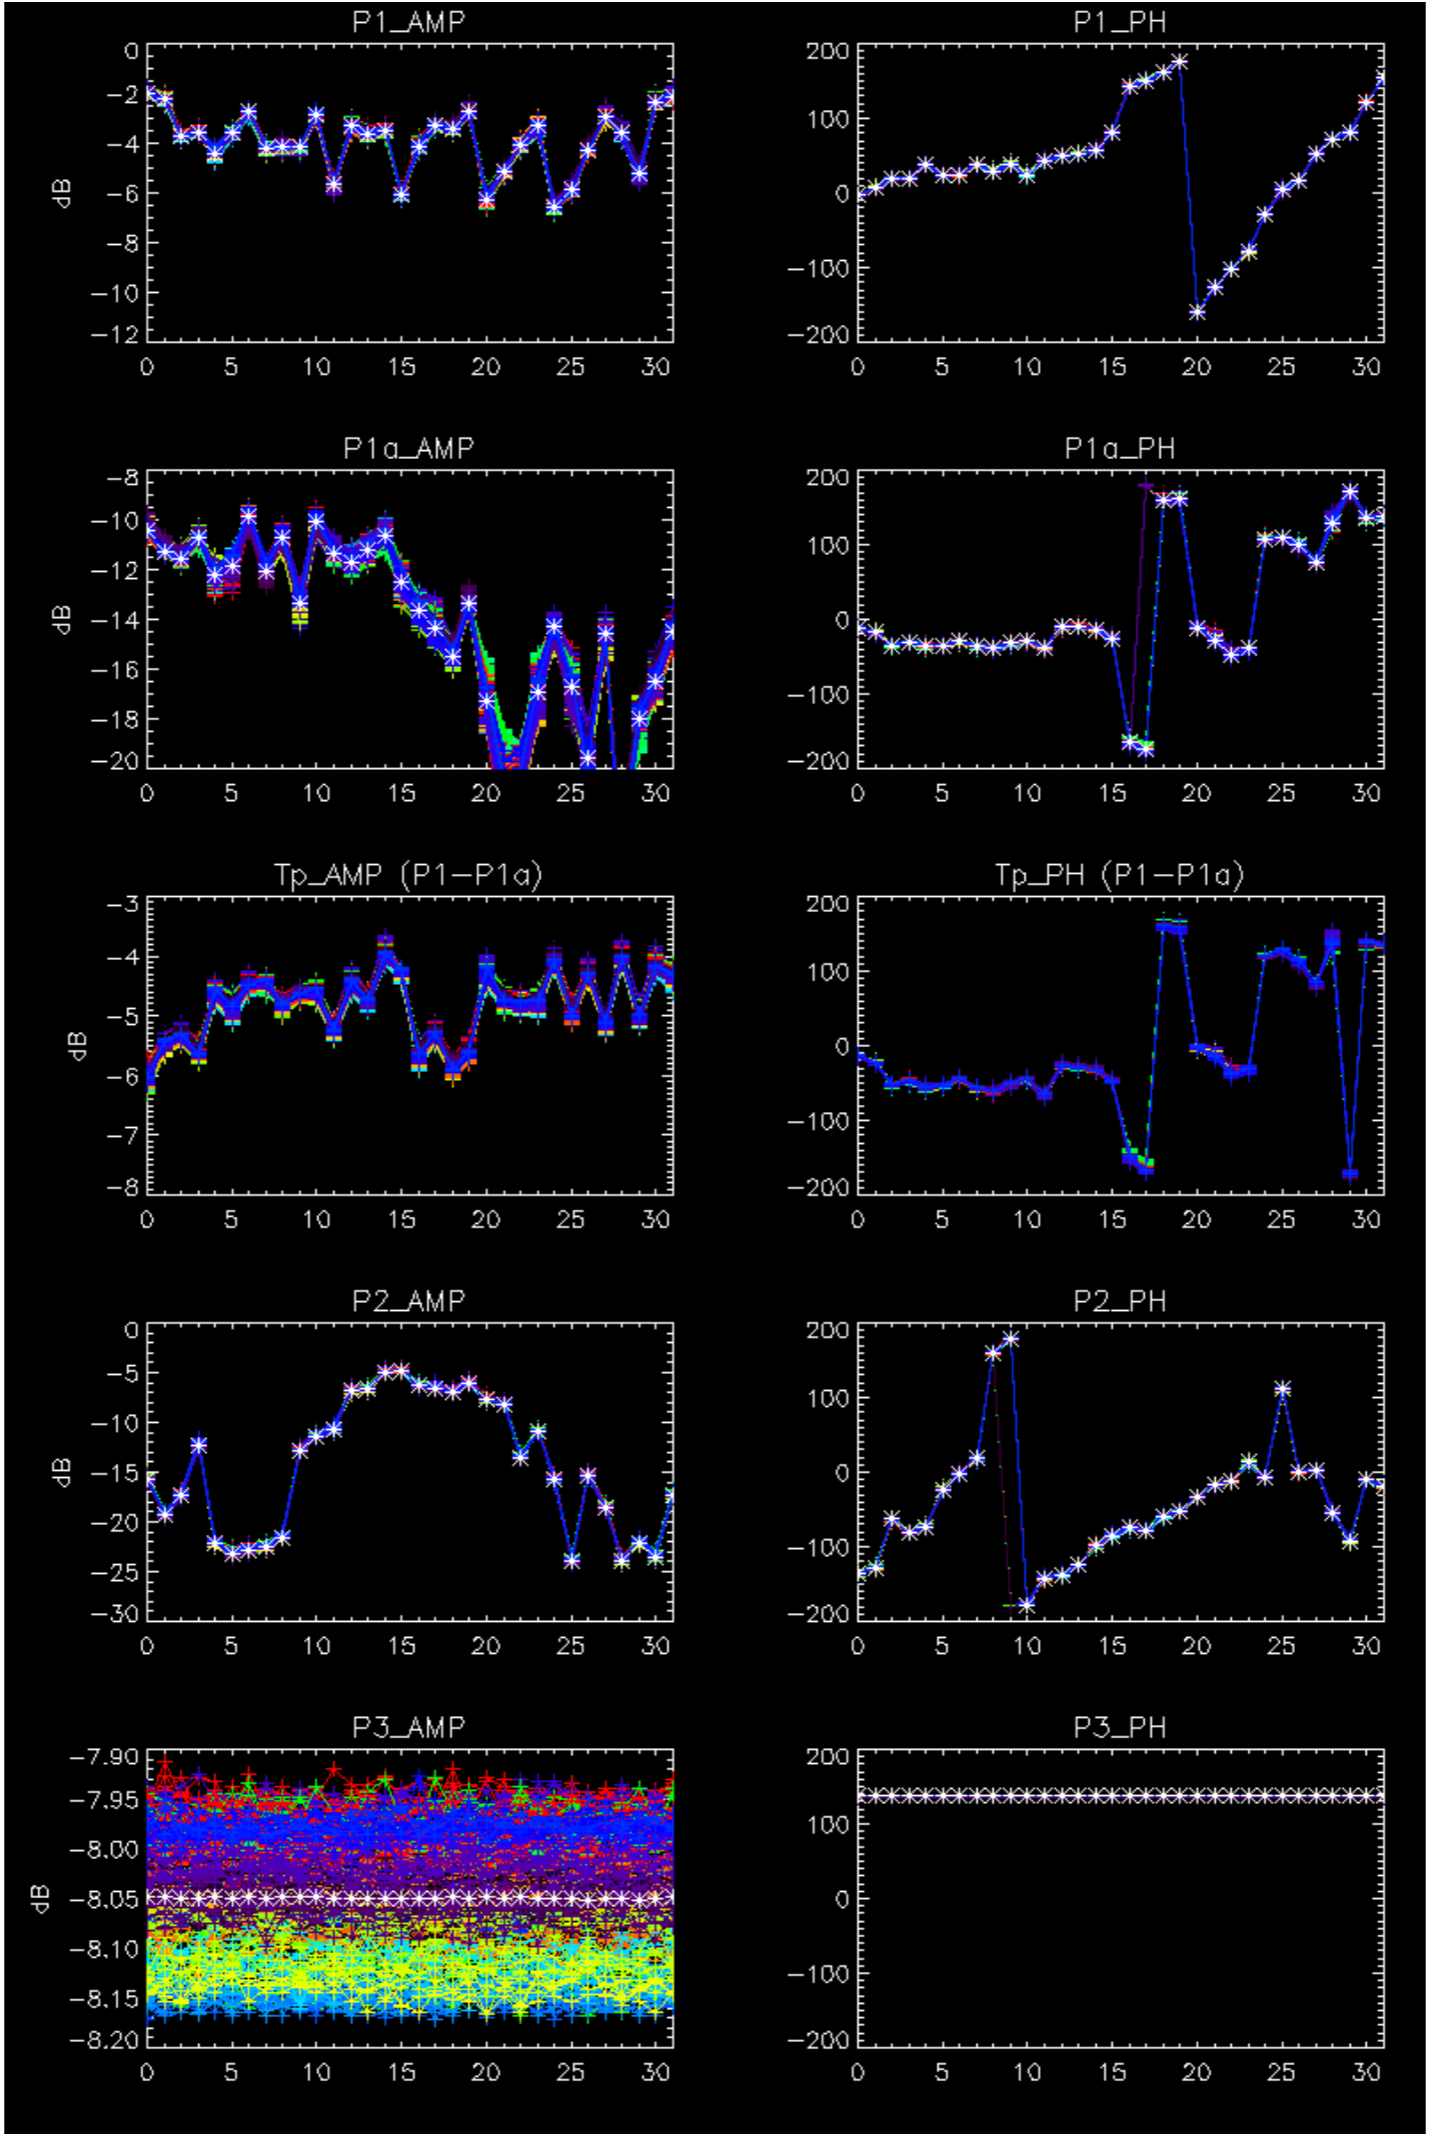 P1_AMP P1_PH
0 200
-2
-4 100
-6 0
dB
-8
-100
-10
-12 -200
0 5 10 15 20 25 30 0 5 10 15 20 25 30
P1a_AMP P1a_PH
-8 200
-10
-12 100
-14 0
dB
-16
-100
-18
-20 -200
0 5 10 15 20 25 30 0 5 10 15 20 25 30
Tp_AMP (P1-P1a) Tp_PH (P1-P1a)
-3 200
-4 100
-5 0
dB
-6
-100
-7
-8 -200
0 5 10 15 20 25 30 0 5 10 15 20 25 30
P2_AMP P2_PH
0 200
-5
-10 100
-15 0
dB
-20
-100
-25
-30 -200
0 5 10 15 20 25 30 0 5 10 15 20 25 30
P3_AMP P3_PH
-7.90 200
-7.95
-8.00 100
-8.05 0
dB
-8.10
-100
-8.15
-8.20 -200
0 5 10 15 20 25 30 0 5 10 15 20 25 30